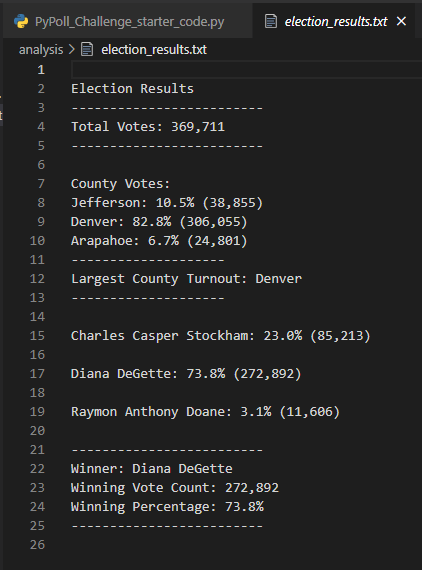 PyPoll_Challenge_starter_code.py election_results.txt ×
analysis > election_results.txt
1
2 Election Results
3 -------------------------
4 Total Votes: 369,711
5 -------------------------
6
7 County Votes:
8 Jefferson: 10.5% (38,855)
9 Denver: 82.8% (306,055)
10 Arapahoe: 6.7% (24,801)
11 --------------------
12 Largest County Turnout: Denver
13 --------------------
14
15 Charles Casper Stockham: 23.0% (85,213)
16
17 Diana DeGette: 73.8% (272,892)
18
19 Raymon Anthony Doane: 3.1% (11,606)
20
21 -------------------------
22 Winner: Diana DeGette
23 Winning Vote Count: 272,892
24 Winning Percentage: 73.8%
25 -------------------------
26